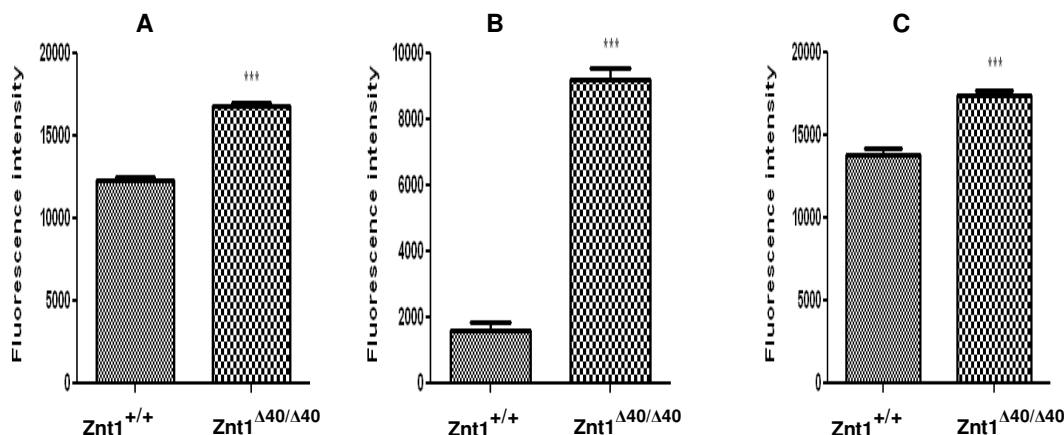 A
Fluorescence intensity
20000
15000
10000
5000
0
***
Znt1+/+ Znt1Δ40/Δ40
B
Fluorescence intensity
10000
8000
6000
4000
2000
0
***
Znt1+/+ Znt1Δ40/Δ40
C
Fluorescence intensity
20000
15000
10000
5000
0
***
Znt1+/+ Znt1Δ40/Δ40